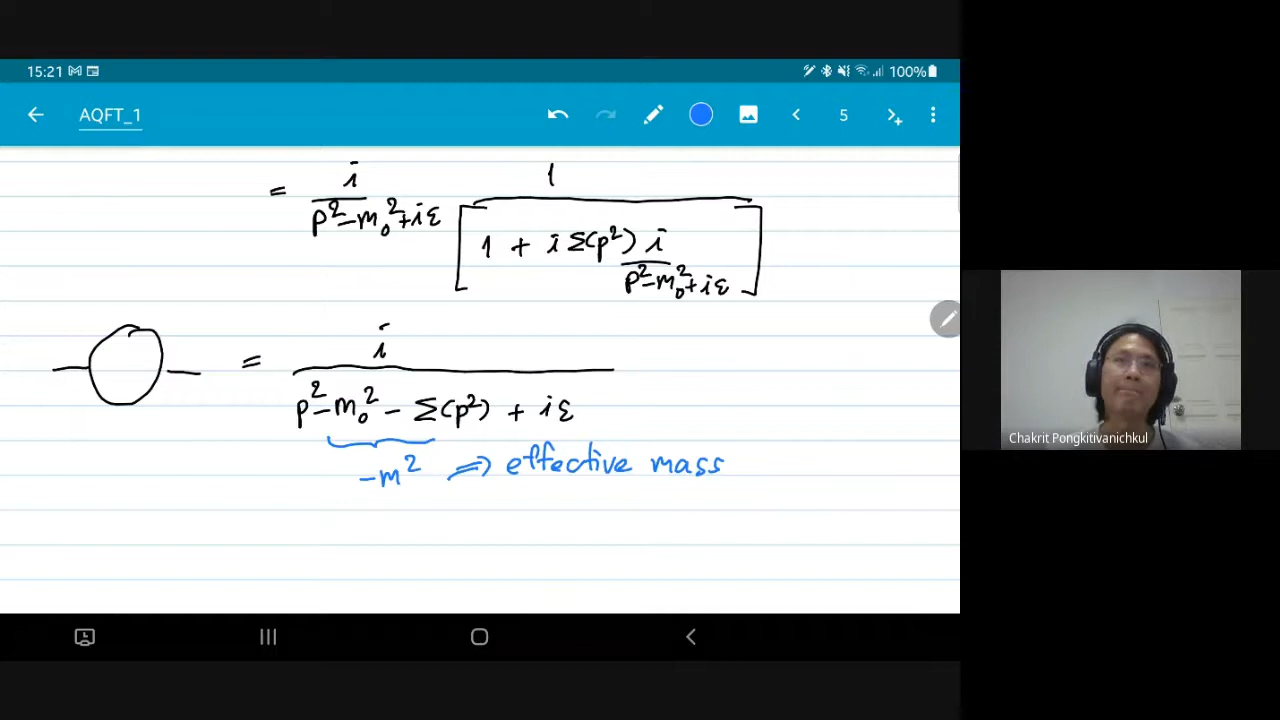 15:21 100%
AQFT_1 5
= i / (p² - m₀² + iε) 1 / [1 + i Σ(p²) i / (p² - m₀² + iε)]
= i / (p² - m₀² - Σ(p²) + iε)
-m² ⇒ effective mass
Chakrit Pongkitivanichkul